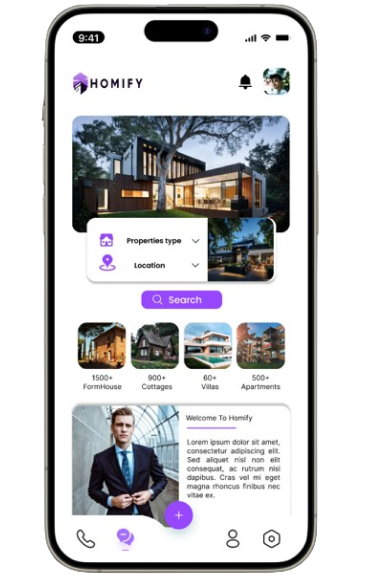 9:41
HOMIFY
Properties type
Location
Search
1500+
FormHouse
900+
Cottages
60+
Villas
500+
Apartments
Welcome To Homify
Lorem ipsum dolor sit amet,
consectetur adipiscing elit.
Sed aliquet nisl non elit
consequat, ac rutrum nisi
dapibus. Cras vel mi eget
magna rhoncus finibus nec
vitae ex.